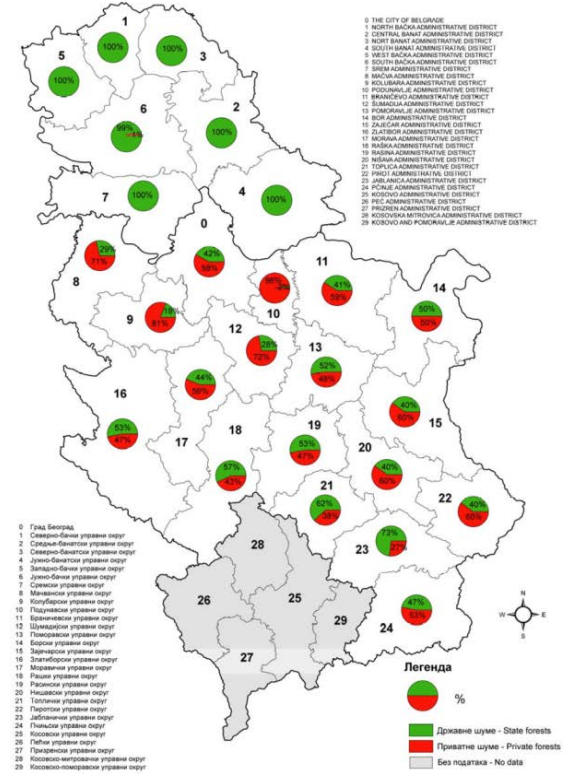 0 THE CITY OF BELGRADE
1 NORTH BAČKA ADMINISTRATIVE DISTRICT
2 CENTRAL BANAT ADMINISTRATIVE DISTRICT
3 NORT BANAT ADMINISTRATIVE DISTRICT
4 SOUTH BANAT ADMINISTRATIVE DISTRICT
5 WEST BAČKA ADMINISTRATIVE DISTRICT
6 SOUTH BAČKA ADMINISTRATIVE DISTRICT
7 SREM ADMINISTRATIVE DISTRICT
8 MAČVA ADMINISTRATIVE DISTRICT
9 KOLUBARA ADMINISTRATIVE DISTRICT
10 PODUNAVLJE ADMINISTRATIVE DISTRICT
11 BRANIČEVO ADMINISTRATIVE DISTRICT
12 ŠUMADIJA ADMINISTRATIVE DISTRICT
13 POMORAVLJE ADMINISTRATIVE DISTRICT
14 BOR ADMINISTRATIVE DISTRICT
15 ZAJEČAR ADMINISTRATIVE DISTRICT
16 ZLATIBOR ADMINISTRATIVE DISTRICT
17 MORAVA ADMINISTRATIVE DISTRICT
18 RAŠKA ADMINISTRATIVE DISTRICT
19 RASINA ADMINISTRATIVE DISTRICT
20 NIŠAVA ADMINISTRATIVE DISTRICT
21 TOPLICA ADMINISTRATIVE DISTRICT
22 PIROT ADMINISTRATIVE DISTRICT
23 JABLANICA ADMINISTRATIVE DISTRICT
24 PČINJE ADMINISTRATIVE DISTRICT
25 KOSOVO ADMINISTRATIVE DISTRICT
26 PEĆ ADMINISTRATIVE DISTRICT
27 PRIZREN ADMINISTRATIVE DISTRICT
28 KOSOVSKA MITROVICA ADMINISTRATIVE DISTRICT
29 KOSOVO AND POMORAVLJE ADMINISTRATIVE DISTRICT
1
100%
5
100%
100%
3
100%
6
99%
2
100%
7
100%
4
100%
0
8
29%
71%
42%
58%
11
41%
59%
14
50%
50%
9
19%
81%
98%
2%
10
12
28%
72%
13
52%
48%
16
53%
47%
44%
56%
17
40%
60%
15
18
57%
43%
19
53%
47%
20
40%
60%
21
62%
38%
22
40%
60%
23
73%
27%
24
47%
53%
28
26
25
29
27
N
W
E
S
0 Град Београд
1 Северно-бачки управни округ
2 Средње-банатски управни округ
3 Северно-банатски управни округ
4 Јужно-банатски управни округ
5 Западно-бачки управни округ
6 Јужно-бачки управни округ
7 Сремски управни округ
8 Мачвански управни округ
9 Колубарски управни округ
10 Подунавски управни округ
11 Браничевски управни округ
12 Шумадијски управни округ
13 Поморавски управни округ
14 Борски управни округ
15 Зајечарски управни округ
16 Златиборски управни округ
17 Моравички управни округ
18 Рашки управни округ
19 Расински управни округ
20 Нишавски управни округ
21 Топлички управни округ
22 Пиротски управни округ
23 Јабланички управни округ
24 Пчињски управни округ
25 Косовски управни округ
26 Пећки управни округ
27 Призренски управни округ
28 Косовско-митровачки управни округ
29 Косовско-поморавски управни округ
Легенда
%
Државне шуме - State forests
Приватне шуме - Private forests
Без података - No data